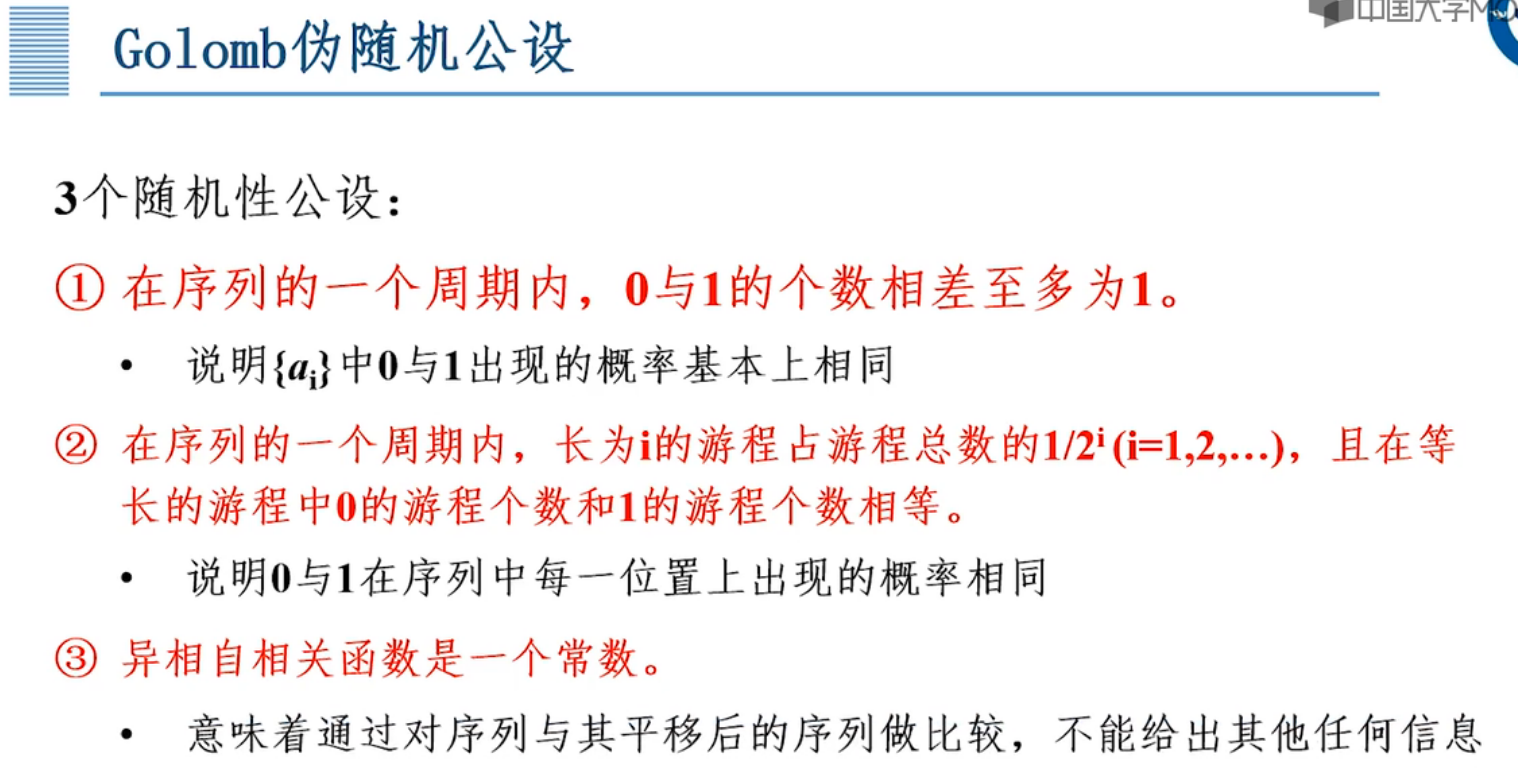 中国大学MO
Golomb伪随机公设
3个随机性公设：
① 在序列的一个周期内，0与1的个数相差至多为1。
• 说明{aᵢ}中0与1出现的概率基本上相同
② 在序列的一个周期内，长为i的游程占游程总数的1/2ⁱ (i=1,2,…)，且在等
长的游程中0的游程个数和1的游程个数相等。
• 说明0与1在序列中每一位置上出现的概率相同
③ 异相自相关函数是一个常数。
• 意味着通过对序列与其平移后的序列做比较，不能给出其他任何信息